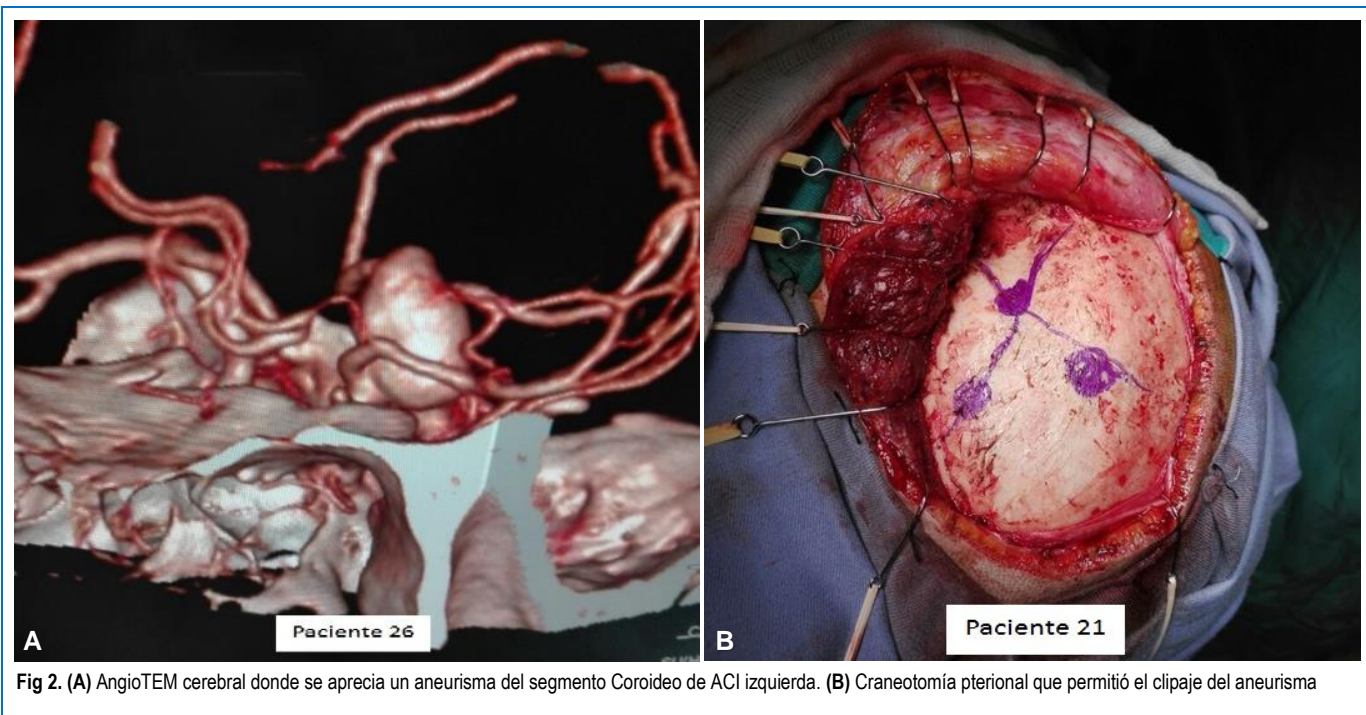 A
Paciente 26
B
Paciente 21
Fig 2. (A) AngioTEM cerebral donde se aprecia un aneurisma del segmento Coroideo de ACI izquierda. (B) Craneotomía pterional que permitió el clipaje del aneurisma